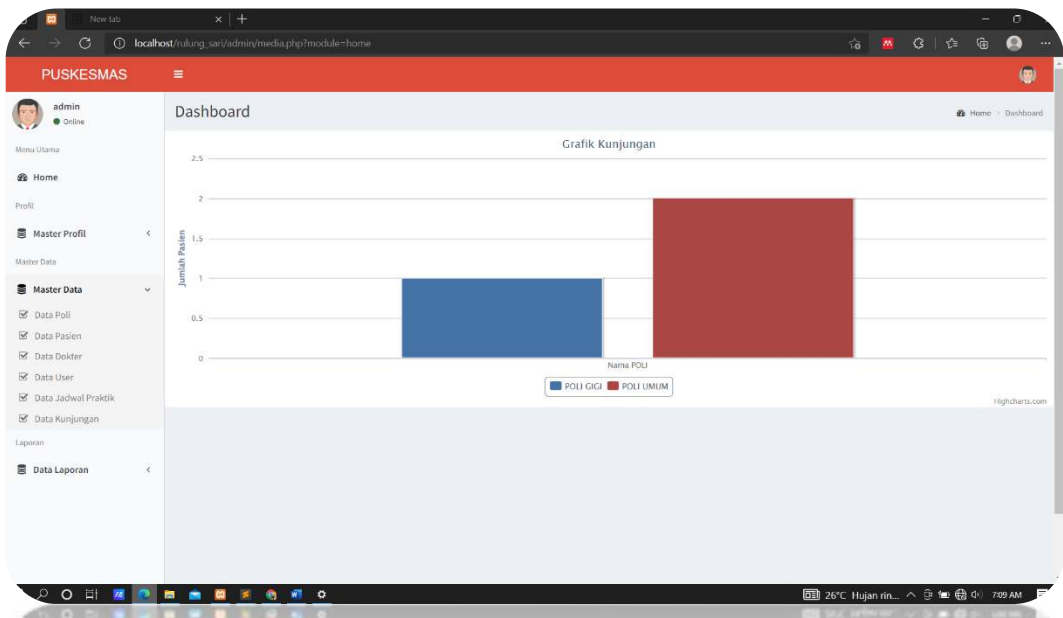 New tab
localhost/rulung_sari/admin/media.php?module=home
PUSKESMAS
admin
Online
Menu Utama
Home
Profil
Master Profil
Master Data
Master Data
Data Poli
Data Pasien
Data Dokter
Data User
Data Jadwal Praktik
Data Kunjungan
Laporan
Data Laporan
Dashboard
Home > Dashboard
Grafik Kunjungan
Jumlah Pasien
2.5
2
1.5
1
0.5
0
Nama POLI
POLI GIGI POLI UMUM
Highcharts.com
26°C Hujan rin... 7:09 AM